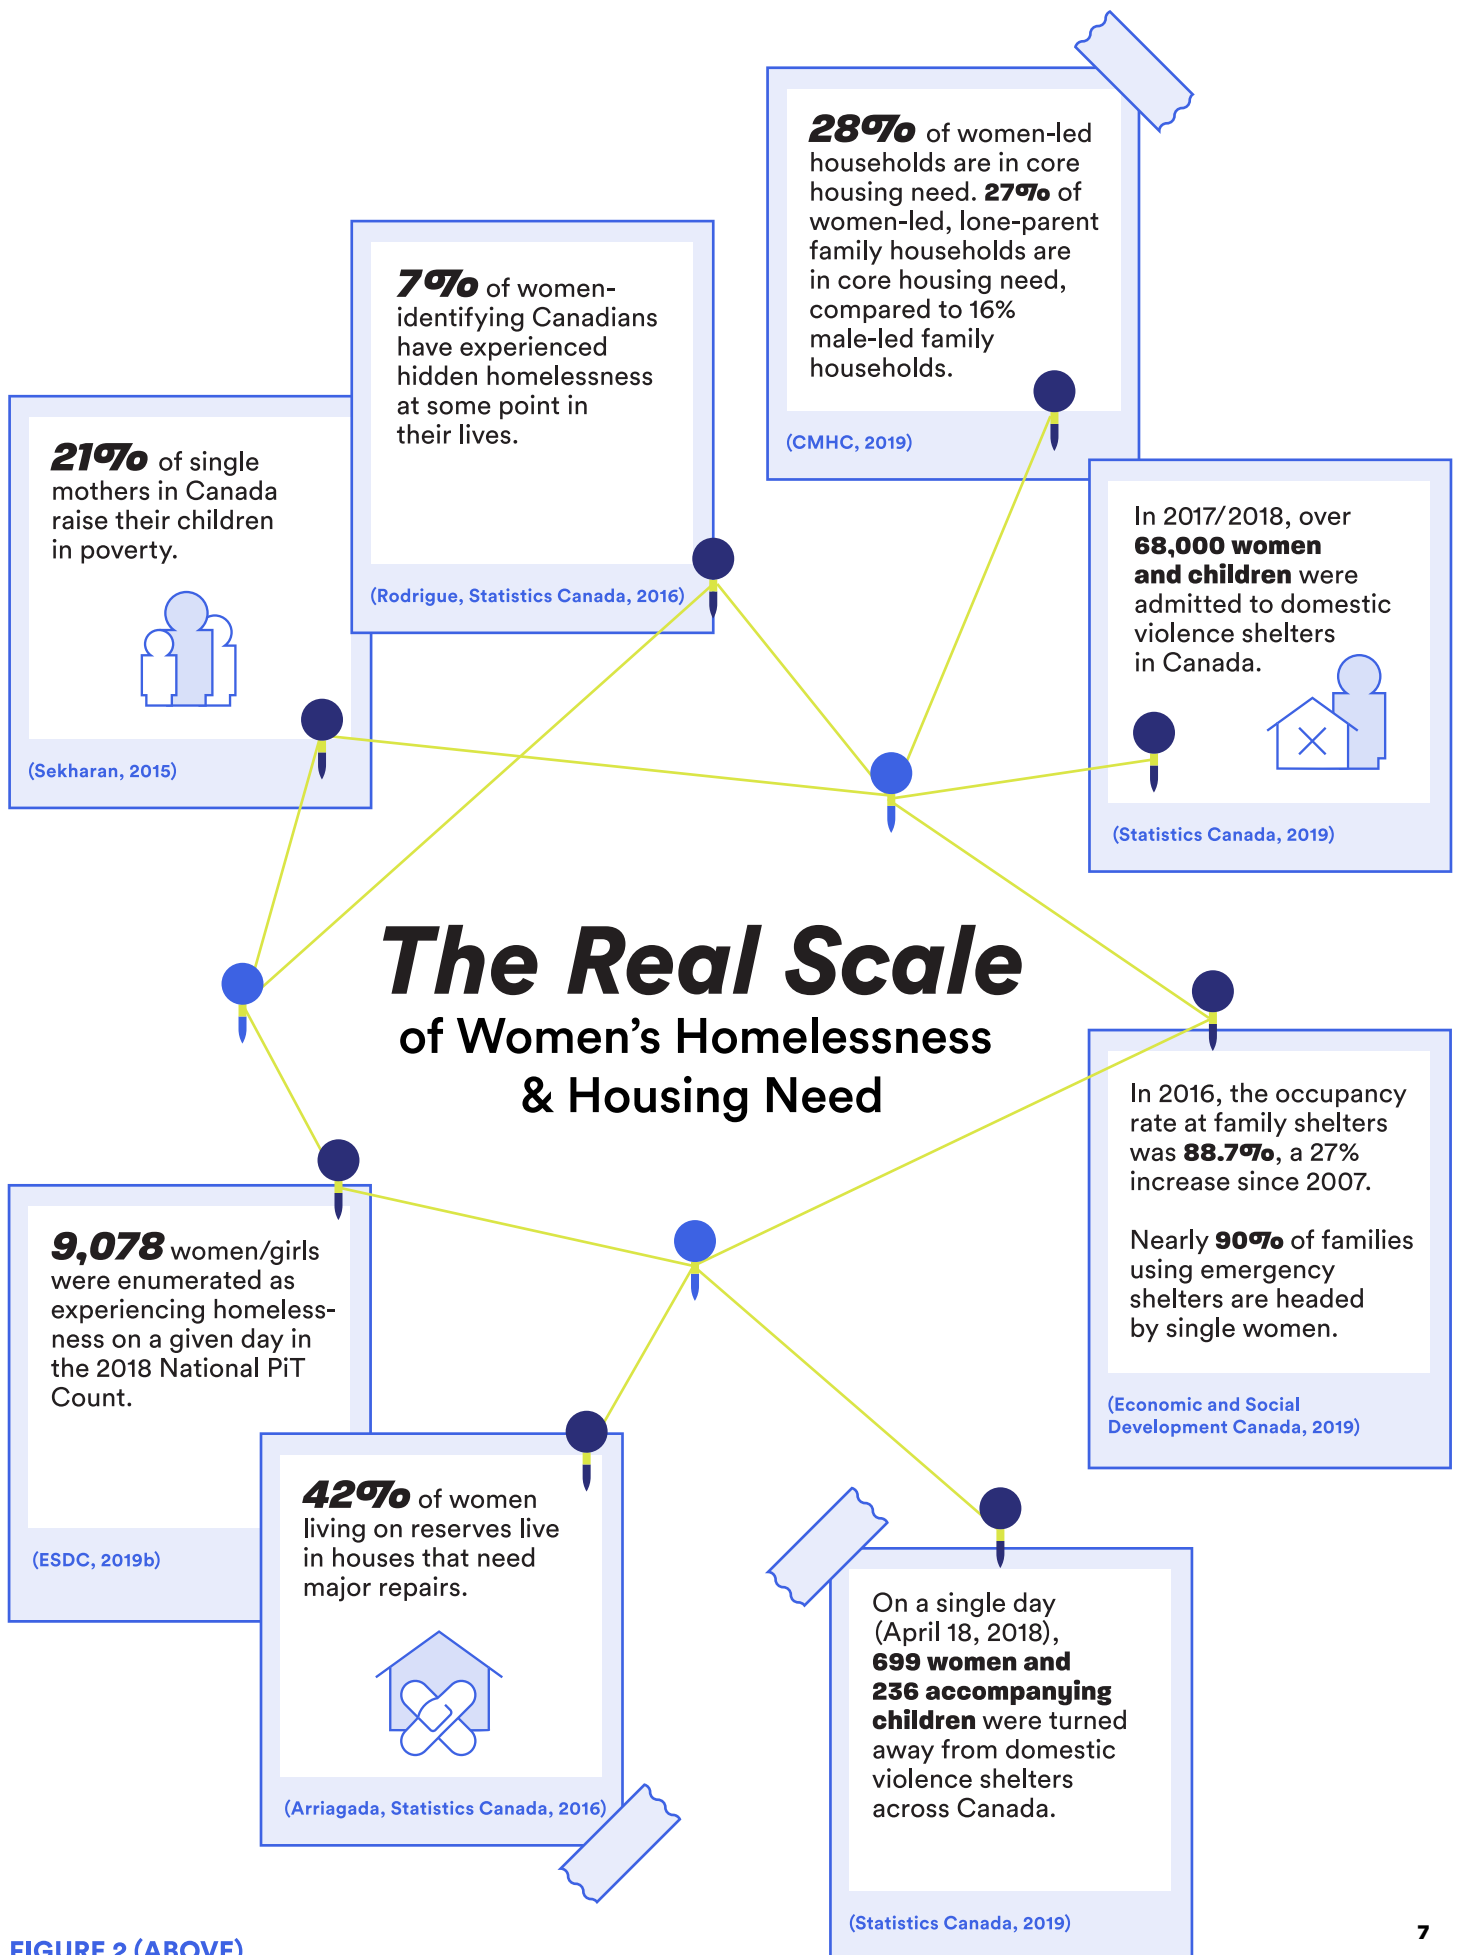 28% of women-led
households are in core
housing need. 27% of
women-led, lone-parent
family households are
in core housing need,
compared to 16%
male-led family
households.
(CMHC, 2019)
7% of women-
identifying Canadians
have experienced
hidden homelessness
at some point in
their lives.
(Rodrigue, Statistics Canada, 2016)
21% of single
mothers in Canada
raise their children
in poverty.
(Sekharan, 2015)
In 2017/2018, over
68,000 women
and children were
admitted to domestic
violence shelters
in Canada.
(Statistics Canada, 2019)
The Real Scale
of Women's Homelessness
& Housing Need
In 2016, the occupancy
rate at family shelters
was 88.7%, a 27%
increase since 2007.
Nearly 90% of families
using emergency
shelters are headed
by single women.
(Economic and Social
Development Canada, 2019)
9,078 women/girls
were enumerated as
experiencing homeless-
ness on a given day in
the 2018 National PiT
Count.
(ESDC, 2019b)
42% of women
living on reserves live
in houses that need
major repairs.
(Arriagada, Statistics Canada, 2016)
On a single day
(April 18, 2018),
699 women and
236 accompanying
children were turned
away from domestic
violence shelters
across Canada.
(Statistics Canada, 2019)
7
FIGURE 2 (ABOVE)